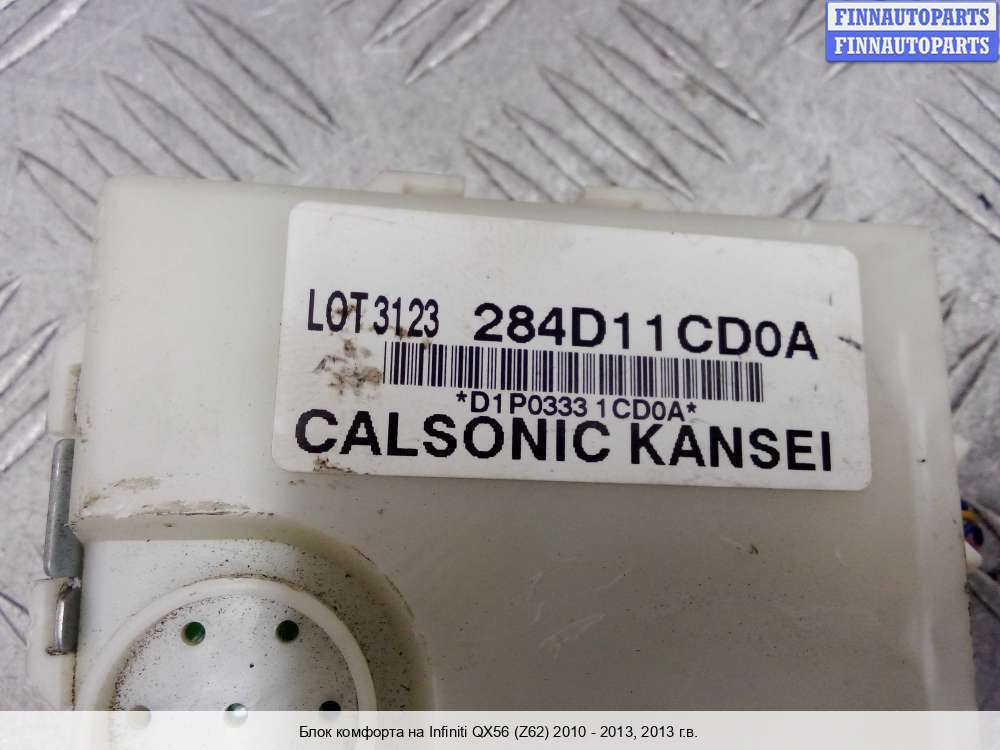 FINNAUTOPARTS
FINNAUTOPARTS
LOT 3123 284D11CD0A
*D1P0333 1CD0A*
CALSONIC KANSEI
Блок комфорта на Infiniti QX56 (Z62) 2010 - 2013, 2013 г.в.